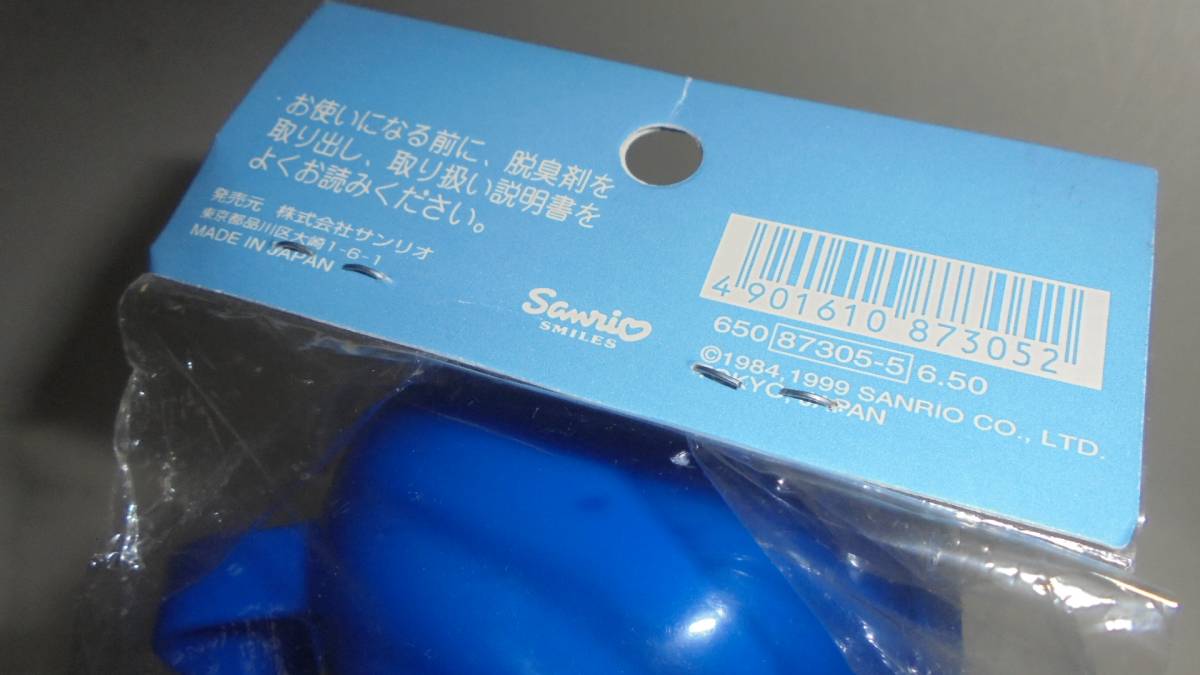 お使いになる前に、脱臭剤を
取り出し、取り扱い説明書を
よくお読みください。
発売元 株式会社サンリオ
東京都品川区大崎1-6-1
MADE IN JAPAN
Sanrio
SMILES
4 901610 873052
650 87305-5 6.50
©1984,1999 SANRIO CO., LTD.
TOKYO, JAPAN